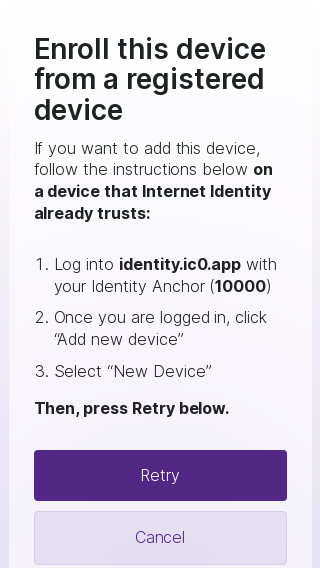 Enroll this device
from a registered
device
If you want to add this device,
follow the instructions below on
a device that Internet Identity
already trusts:
1. Log into identity.ic0.app with
your Identity Anchor (10000)
2. Once you are logged in, click
“Add new device”
3. Select “New Device”
Then, press Retry below.
Retry
Cancel